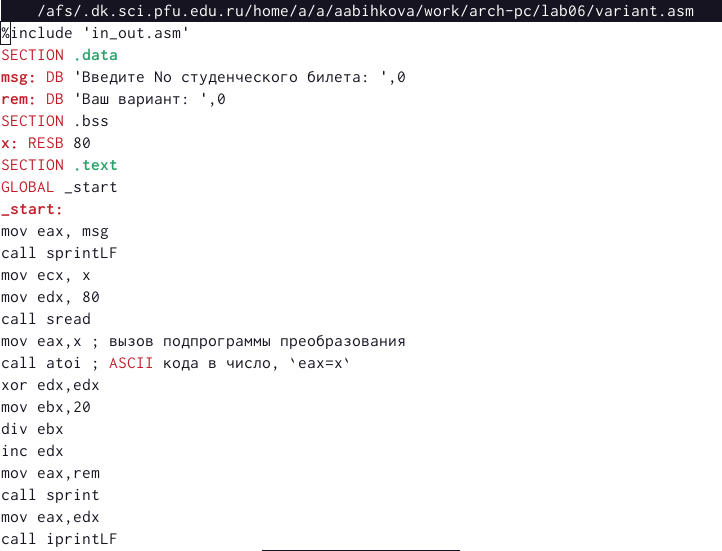 /afs/.dk.sci.pfu.edu.ru/home/a/a/aabihkova/work/arch-pc/lab06/variant.asm
%include 'in_out.asm'
SECTION .data
msg: DB 'Введите No студенческого билета: ',0
rem: DB 'Ваш вариант: ',0
SECTION .bss
x: RESB 80
SECTION .text
GLOBAL _start
_start:
mov eax, msg
call sprintLF
mov ecx, x
mov edx, 80
call sread
mov eax,x ; вызов подпрограммы преобразования
call atoi ; ASCII кода в число, `eax=x`
xor edx,edx
mov ebx,20
div ebx
inc edx
mov eax,rem
call sprint
mov eax,edx
call iprintLF